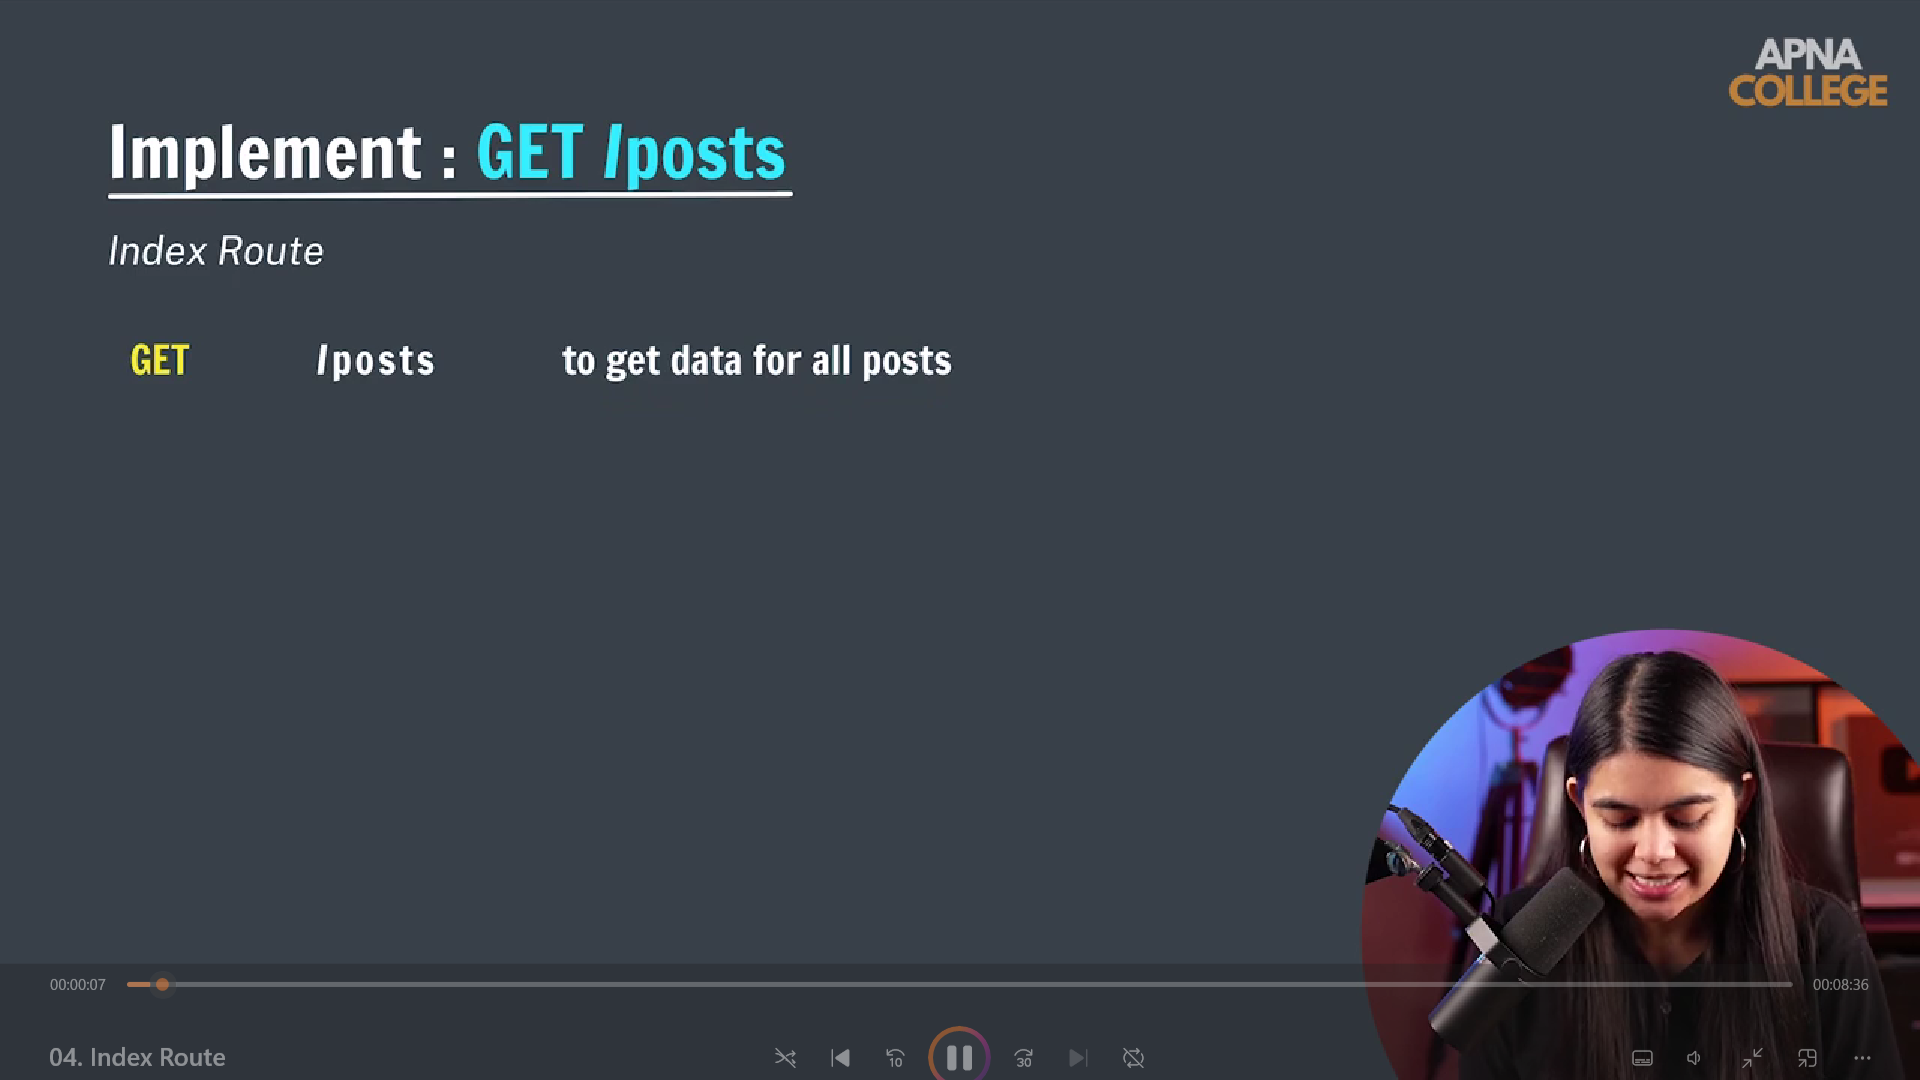 APNA
COLLEGE
Implement : GET /posts
Index Route
GET /posts to get data for all posts
00:00:07
00:08:36
04. Index Route
10
30